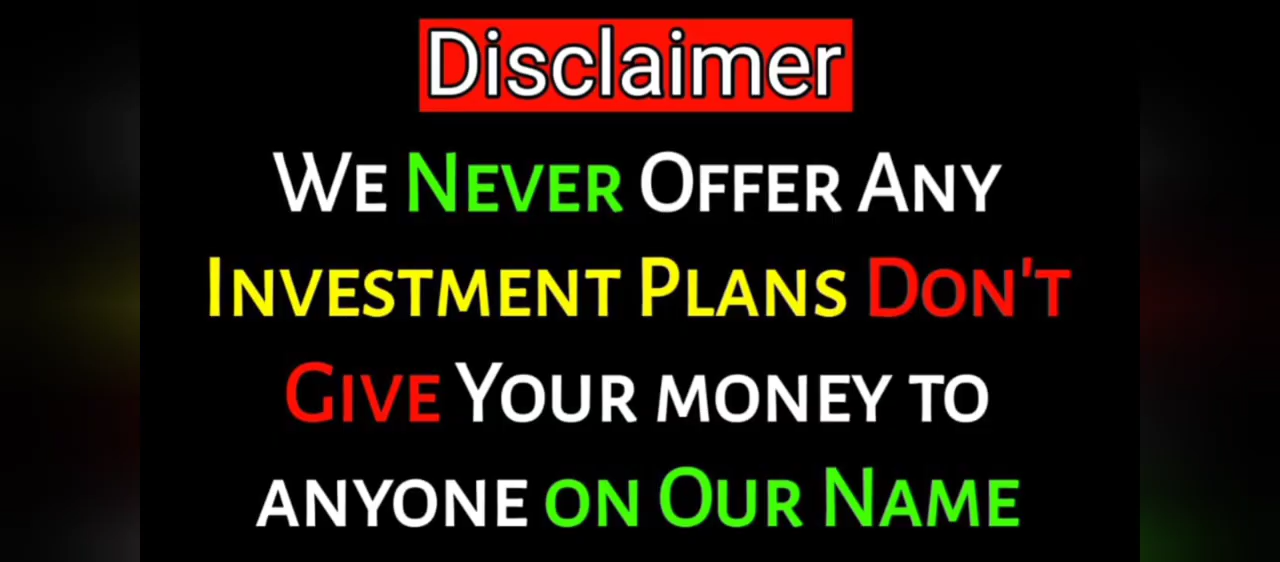 Disclaimer
We Never Offer Any
Investment Plans Don't
Give Your money to
anyone on Our Name